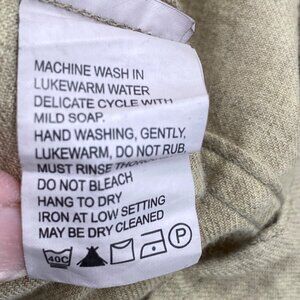 MACHINE WASH IN
LUKEWARM WATER
DELICATE CYCLE WITH
MILD SOAP.
HAND WASHING, GENTLY,
LUKEWARM, DO NOT RUB.
MUST RINSE
DO NOT BLEACH
HANG TO DRY
IRON AT LOW SETTING
MAY BE DRY CLEANED
40C P